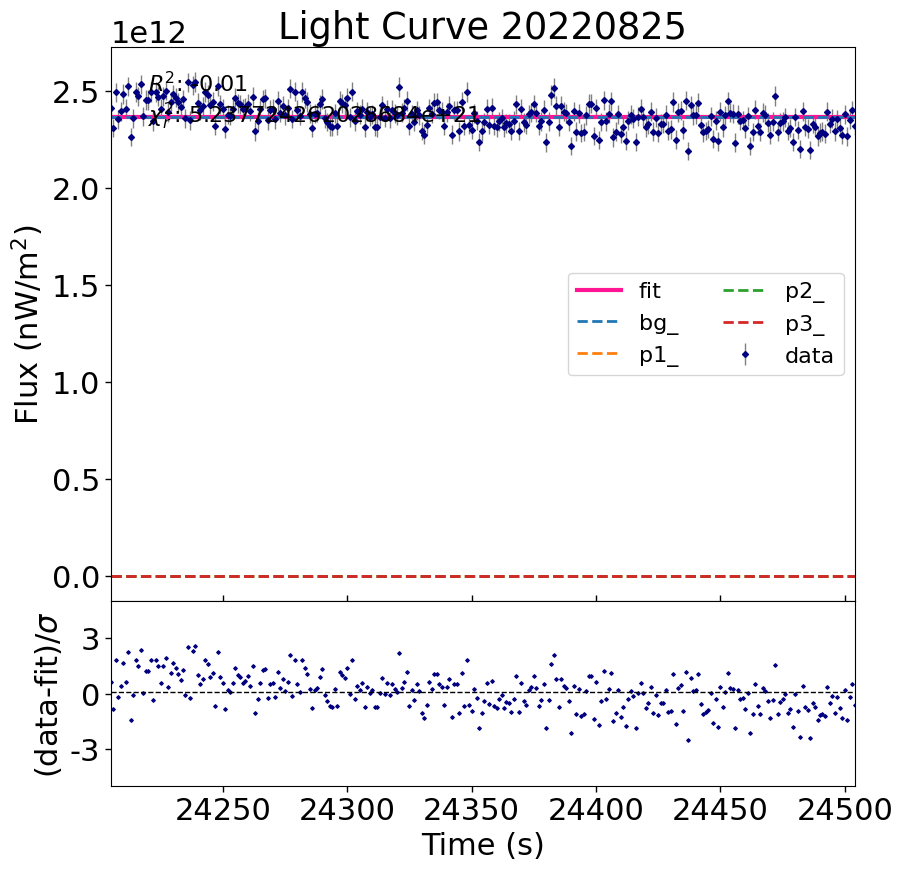 Light Curve 20220825
1e12
R²: 0.01
2.5
2.0
1.5
1.0
0.5
0.0
Flux (nW/m²)
fit
bg_
p1_
p2_
p3_
data
3
0
-3
(data-fit)/σ
24250 24300 24350 24400 24450 24500
Time (s)